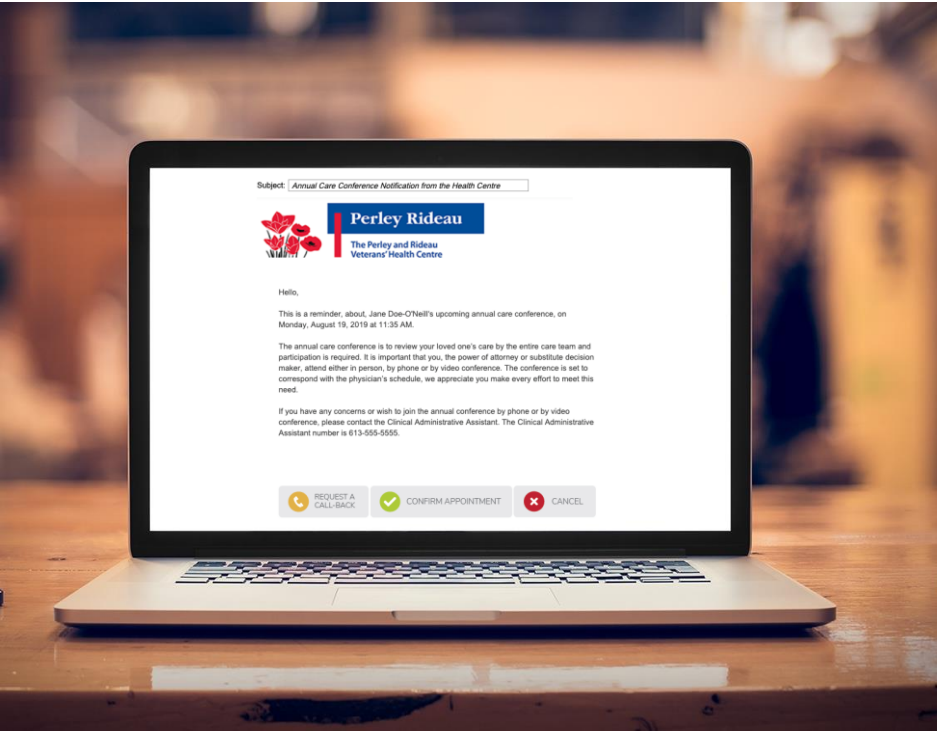 Subject: Annual Care Conference Notification from the Health Centre
Perley Rideau
The Perley and Rideau
Veterans' Health Centre
Hello,
This is a reminder, about, Jane Doe-O'Neill's upcoming annual care conference, on
Monday, August 19, 2019 at 11:35 AM.
The annual care conference is to review your loved one's care by the entire care team and
participation is required. It is important that you, the power of attorney or substitute decision
maker, attend either in person, by phone or by video conference. The conference is set to
correspond with the physician's schedule, we appreciate you make every effort to meet this
need.
If you have any concerns or wish to join the annual conference by phone or by video
conference, please contact the Clinical Administrative Assistant. The Clinical Administrative
Assistant number is 613-555-5555.
REQUEST A
CALL-BACK
CONFIRM APPOINTMENT
CANCEL